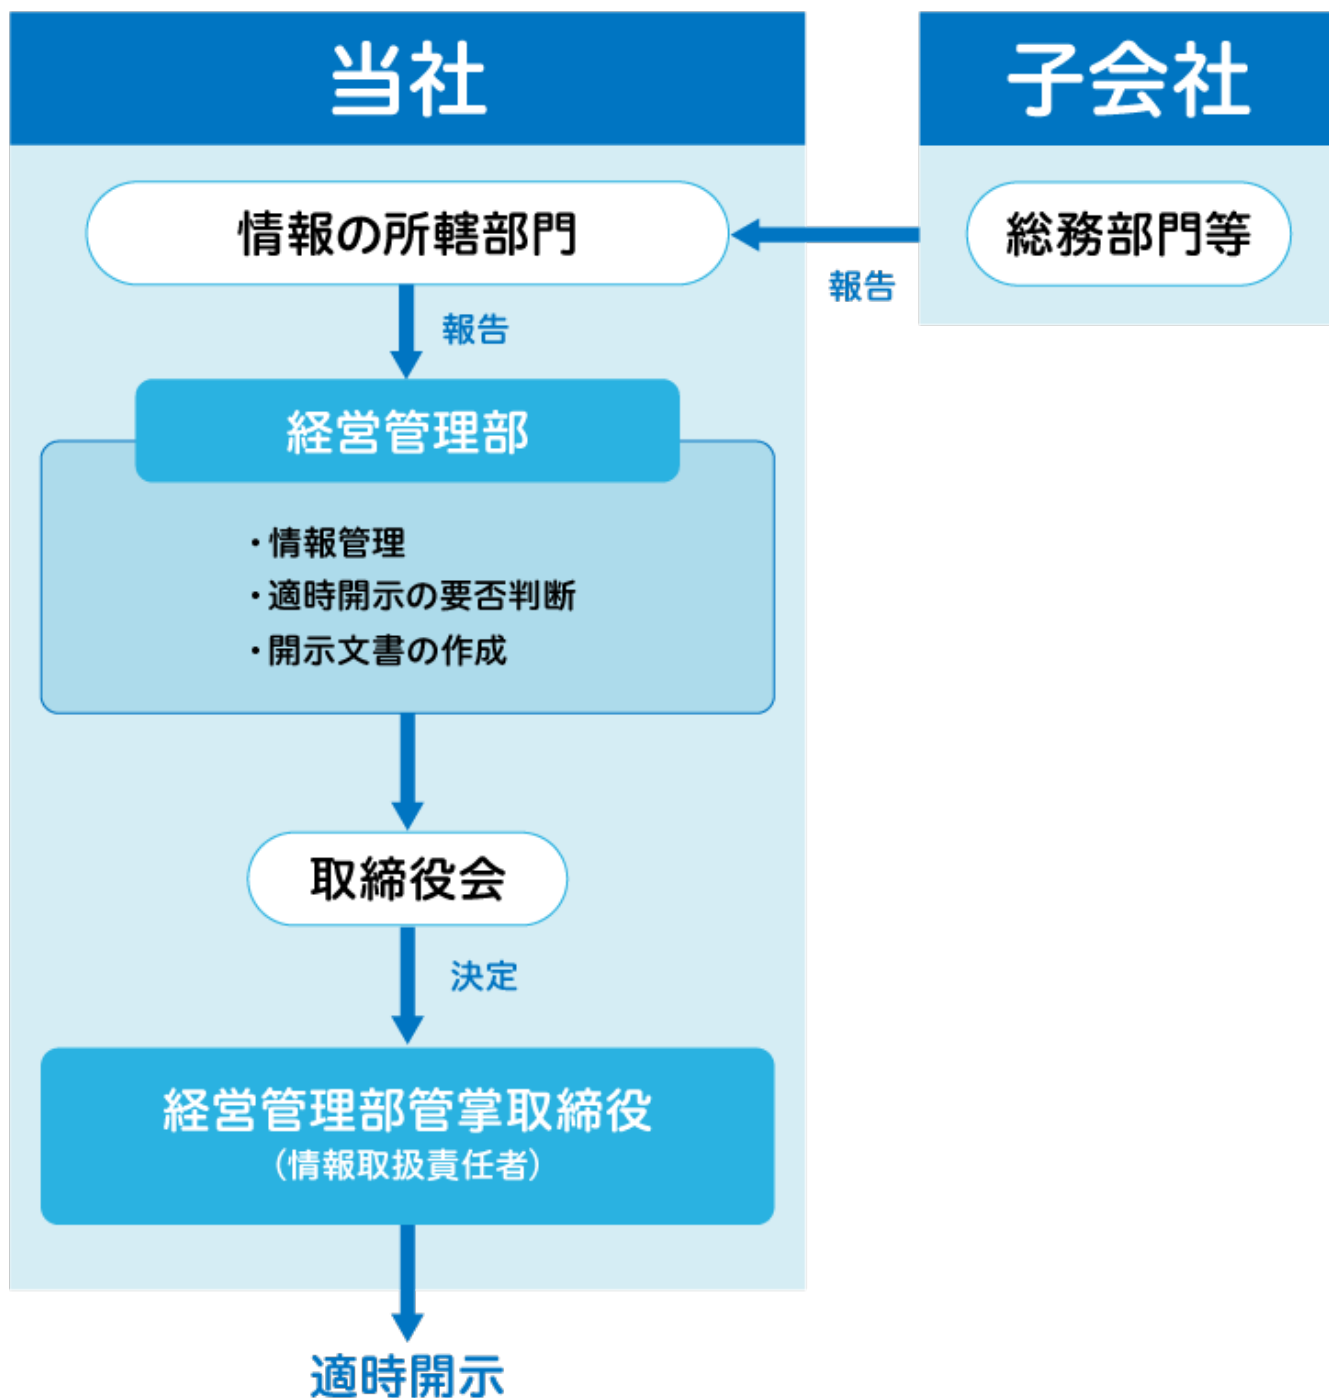 当社
子会社
情報の所轄部門
総務部門等
報告
報告
経営管理部
・情報管理
・適時開示の要否判断
・開示文書の作成
取締役会
決定
経営管理部管掌取締役
（情報取扱責任者）
適時開示